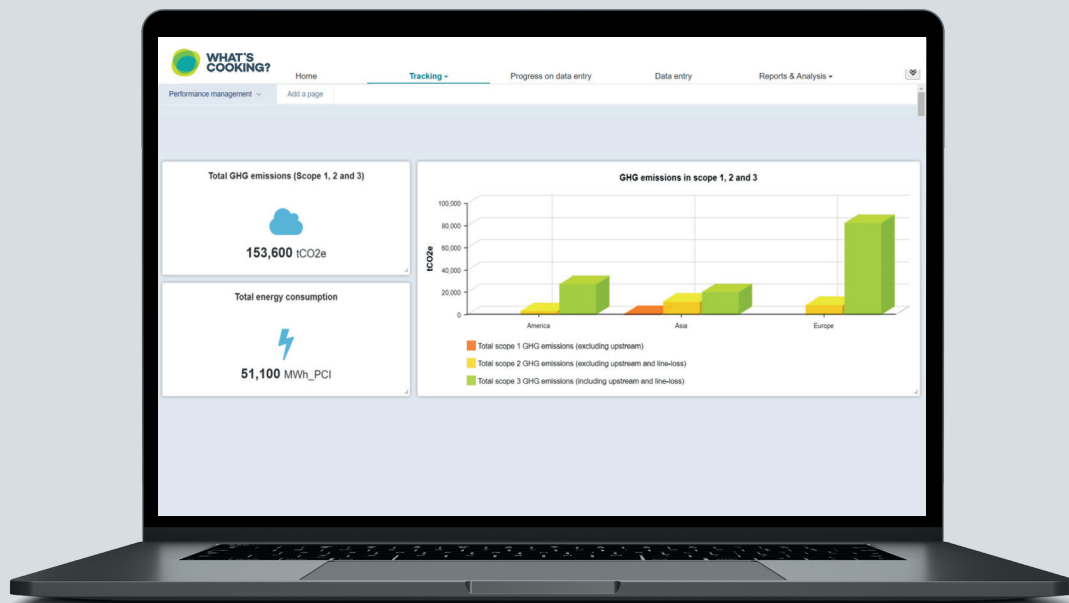 WHAT'S
COOKING?
Home
Tracking
Progress on data entry
Data entry
Reports & Analysis
Performance management
Add a page
Total GHG emissions (Scope 1, 2 and 3)
153,600 tCO2e
Total energy consumption
51,100 MWh_PCI
GHG emissions in scope 1, 2 and 3
tCO2e
100,000
80,000
60,000
40,000
20,000
0
America
Asia
Europe
Total scope 1 GHG emissions (excluding upstream)
Total scope 2 GHG emissions (excluding upstream and line-loss)
Total scope 3 GHG emissions (including upstream and line-loss)